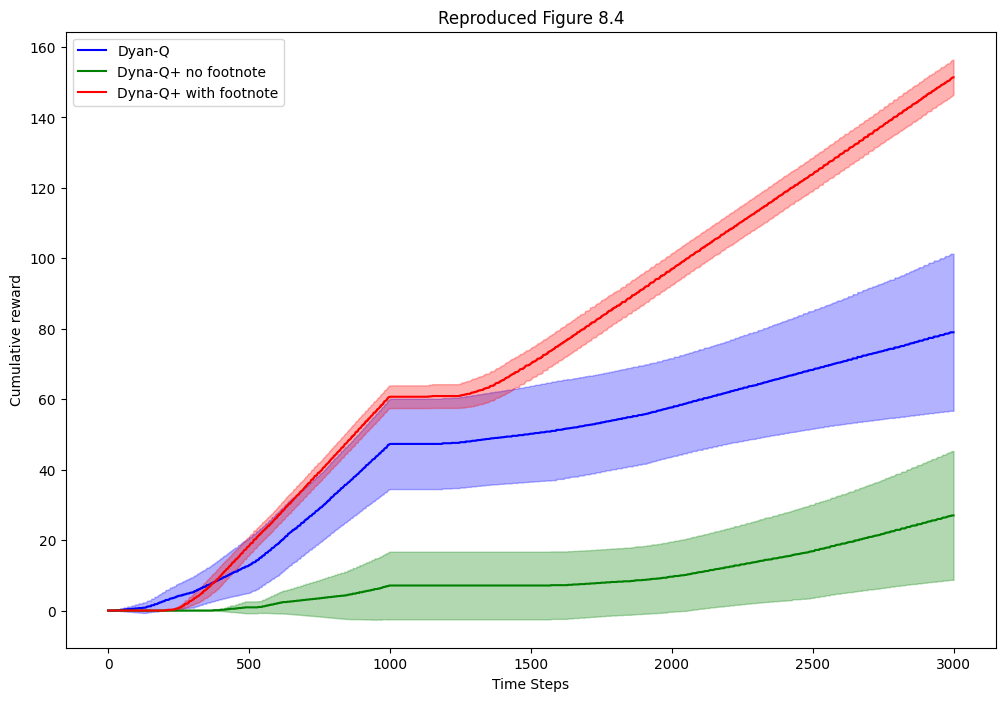 Reproduced Figure 8.4
Dyan-Q
Dyna-Q+ no footnote
Dyna-Q+ with footnote
160
140
120
100
80
60
40
20
0
Cumulative reward
0 500 1000 1500 2000 2500 3000
Time Steps